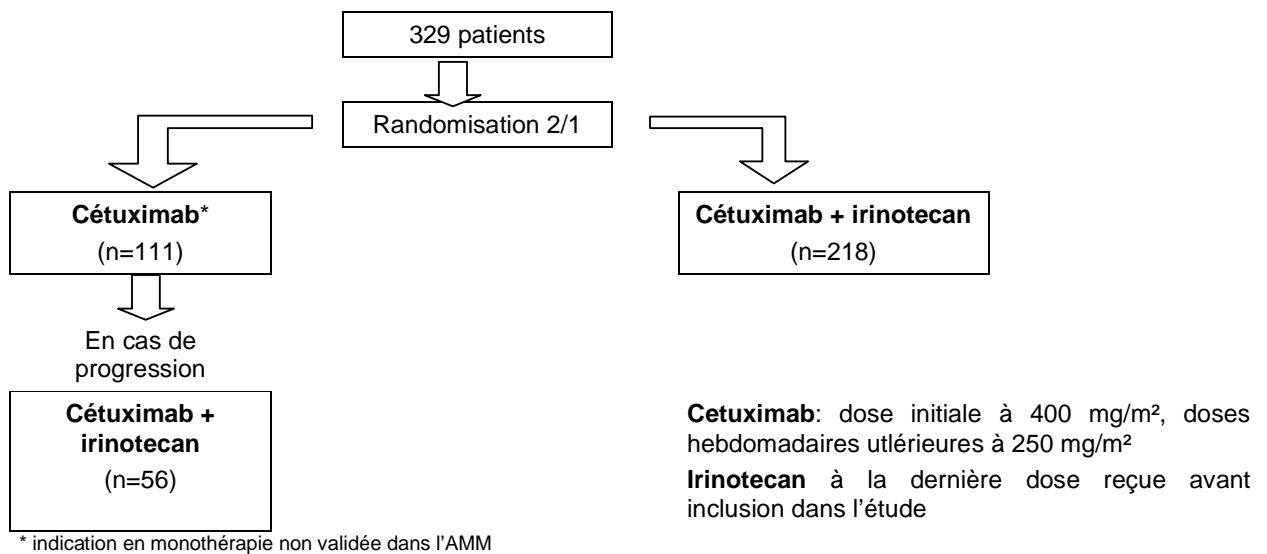 329 patients
Randomisation 2/1
Cétuximab*
(n=111)
Cétuximab + irinotecan
(n=218)
En cas de
progression
Cétuximab +
irinotecan
(n=56)
Cetuximab: dose initiale à 400 mg/m², doses
hebdomadaires utlérieures à 250 mg/m²
Irinotecan à la dernière dose reçue avant
inclusion dans l'étude
* indication en monothérapie non validée dans l'AMM